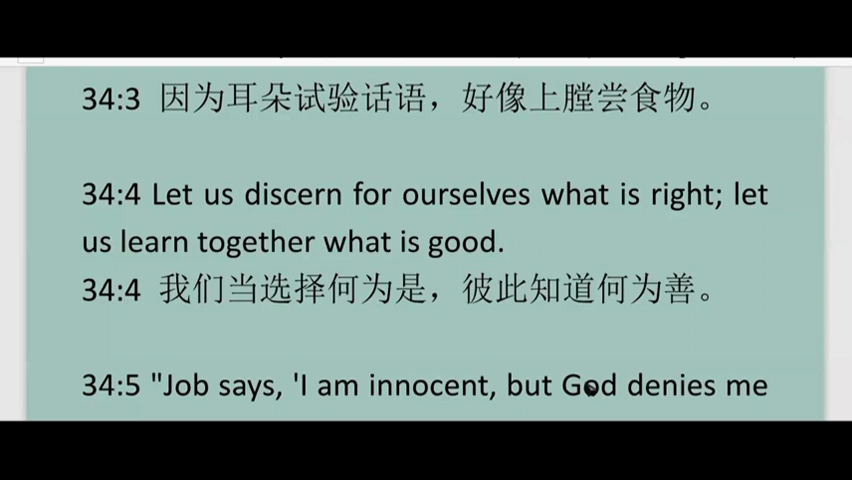 34:3 因为耳朵试验话语，好像上膛尝食物。
34:4 Let us discern for ourselves what is right; let
us learn together what is good.
34:4 我们当选择何为是，彼此知道何为善。
34:5 "Job says, 'I am innocent, but God denies me